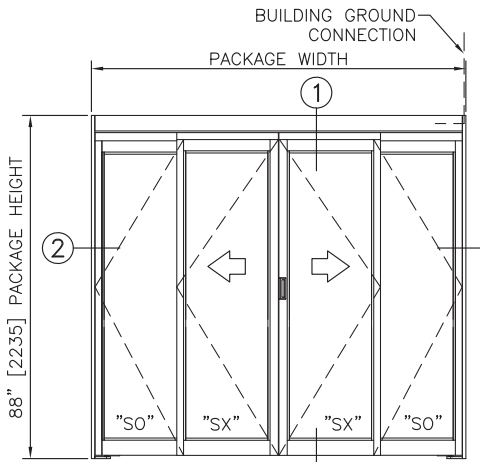 BUILDING GROUND
CONNECTION
PACKAGE WIDTH
1
2
88" [2235] PACKAGE HEIGHT
"SO" "SX" "SX" "SO"